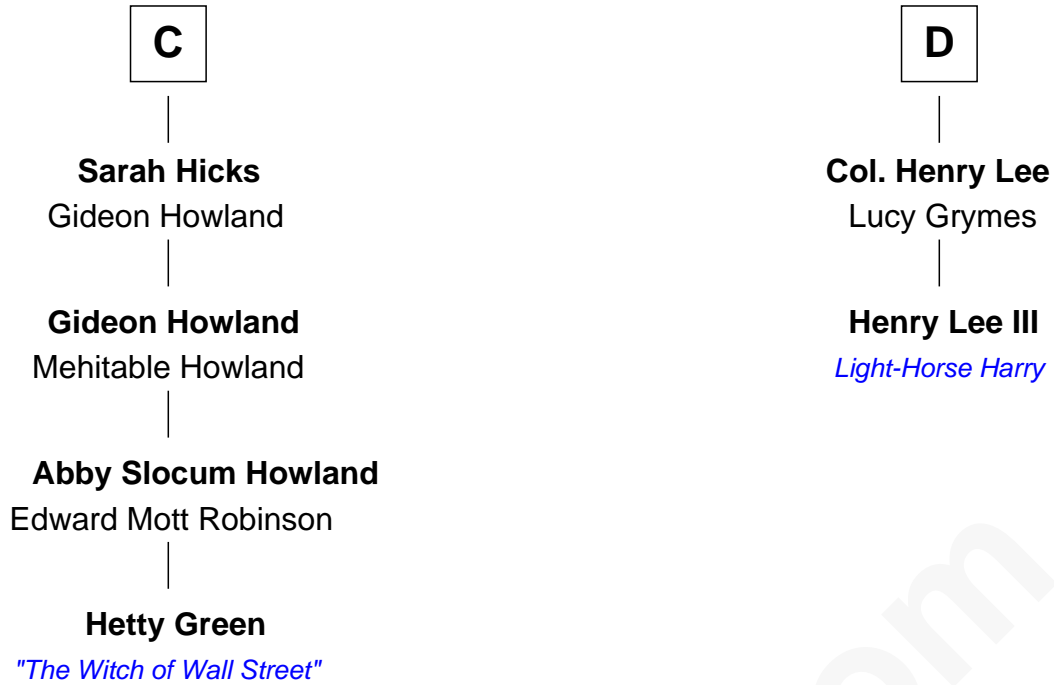 C
Sarah Hicks
Gideon Howland
Gideon Howland
Mehitable Howland
Abby Slocum Howland
Edward Mott Robinson
Hetty Green
"The Witch of Wall Street"
D
Col. Henry Lee
Lucy Grymes
Henry Lee III
Light-Horse Harry